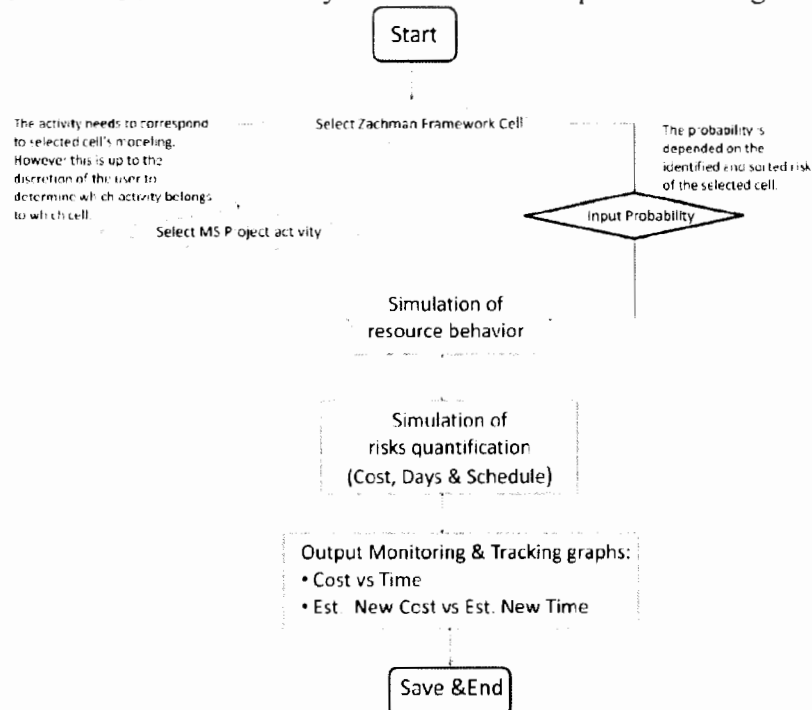 Start
Select Zachman Framework Cell
The activity needs to correspond
to selected cell's modeling.
However this is up to the
discretion of the user to
determine which activity belongs
to which cell.
The probability is
depended on the
identified and sorted risk
of the selected cell.
Input Probability
Select MS Project activity
Simulation of
resource behavior
Simulation of
risks quantification
(Cost, Days & Schedule)
Output Monitoring & Tracking graphs:
• Cost vs Time
• Est. New Cost vs Est. New Time
Save &End